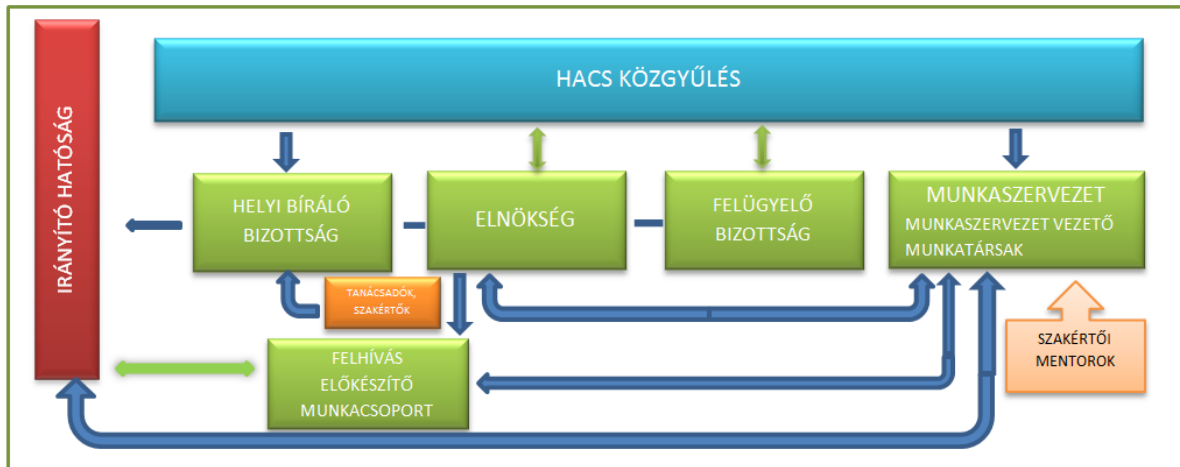 HACS KÖZGYŰLÉS
IRÁNYÍTÓ HATÓSÁG
HELYI BÍRÁLÓ
BIZOTTSÁG
ELNÖKSÉG
FELÜGYELŐ
BIZOTTSÁG
MUNKASZERVEZET
MUNKASZERVEZET VEZETŐ
MUNKATÁRSAK
TANÁCSADÓK,
SZAKÉRTŐK
FELHÍVÁS
ELŐKÉSZÍTŐ
MUNKACSOPORT
SZAKÉRTŐI
MENTOROK